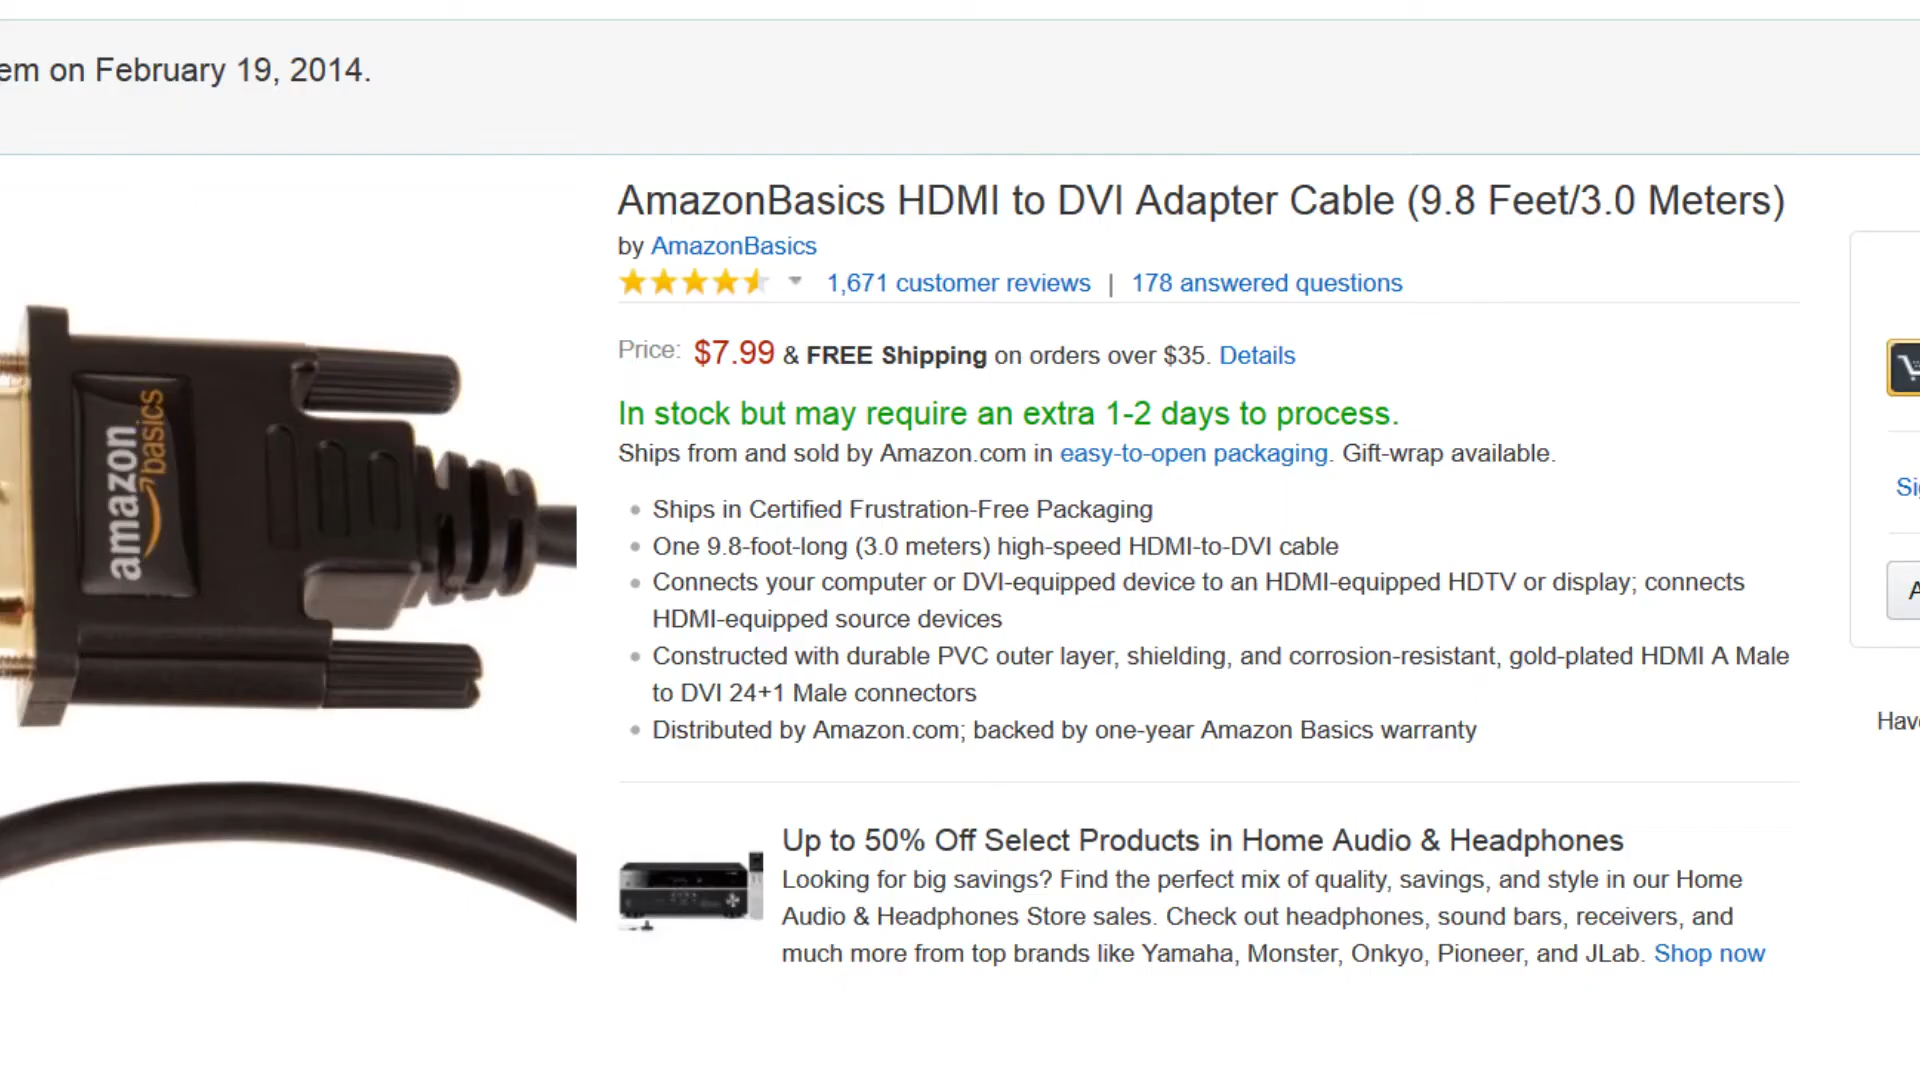 em on February 19, 2014.
AmazonBasics HDMI to DVI Adapter Cable (9.8 Feet/3.0 Meters)
by AmazonBasics
1,671 customer reviews | 178 answered questions
Price: $7.99 & FREE Shipping on orders over $35. Details
In stock but may require an extra 1-2 days to process.
Ships from and sold by Amazon.com in easy-to-open packaging. Gift-wrap available.
Ships in Certified Frustration-Free Packaging
One 9.8-foot-long (3.0 meters) high-speed HDMI-to-DVI cable
Connects your computer or DVI-equipped device to an HDMI-equipped HDTV or display; connects
HDMI-equipped source devices
Constructed with durable PVC outer layer, shielding, and corrosion-resistant, gold-plated HDMI A Male
to DVI 24+1 Male connectors
Distributed by Amazon.com; backed by one-year Amazon Basics warranty
Up to 50% Off Select Products in Home Audio & Headphones
Looking for big savings? Find the perfect mix of quality, savings, and style in our Home
Audio & Headphones Store sales. Check out headphones, sound bars, receivers, and
much more from top brands like Yamaha, Monster, Onkyo, Pioneer, and JLab. Shop now
amazon
basics
Sig
A
Have